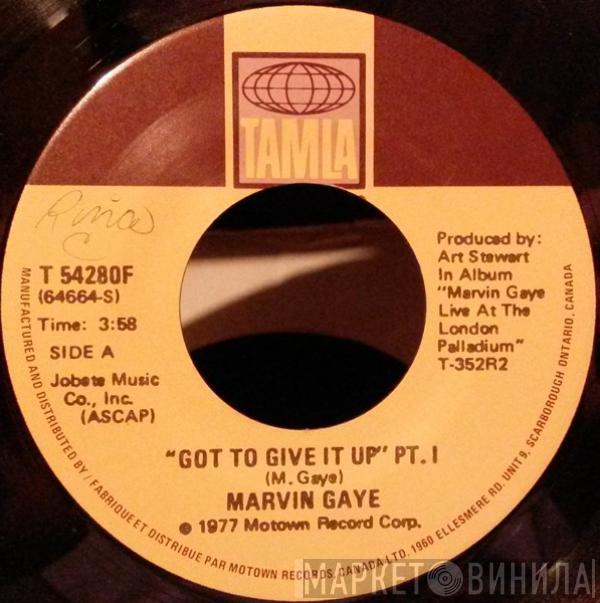 TAMLA
T 54280F
(64664-S)
Time: 3:58
SIDE A
Jobete Music
Co., Inc.
(ASCAP)
Produced by:
Art Stewart
In Album
"Marvin Gaye
Live At The
London
Palladium"
T-352R2
"GOT TO GIVE IT UP" PT. I
(M. Gaye)
MARVIN GAYE
℗ 1977 Motown Record Corp.
MANUFACTURED AND DISTRIBUTED BY / FABRIQUE ET DISTRIBUE PAR MOTOWN RECORDS, CANADA LTD. 1960 ELLESMERE RD. UNIT 9, SCARBOROUGH ONTARIO, CANADA
МАРКЕТ ВИНИЛА